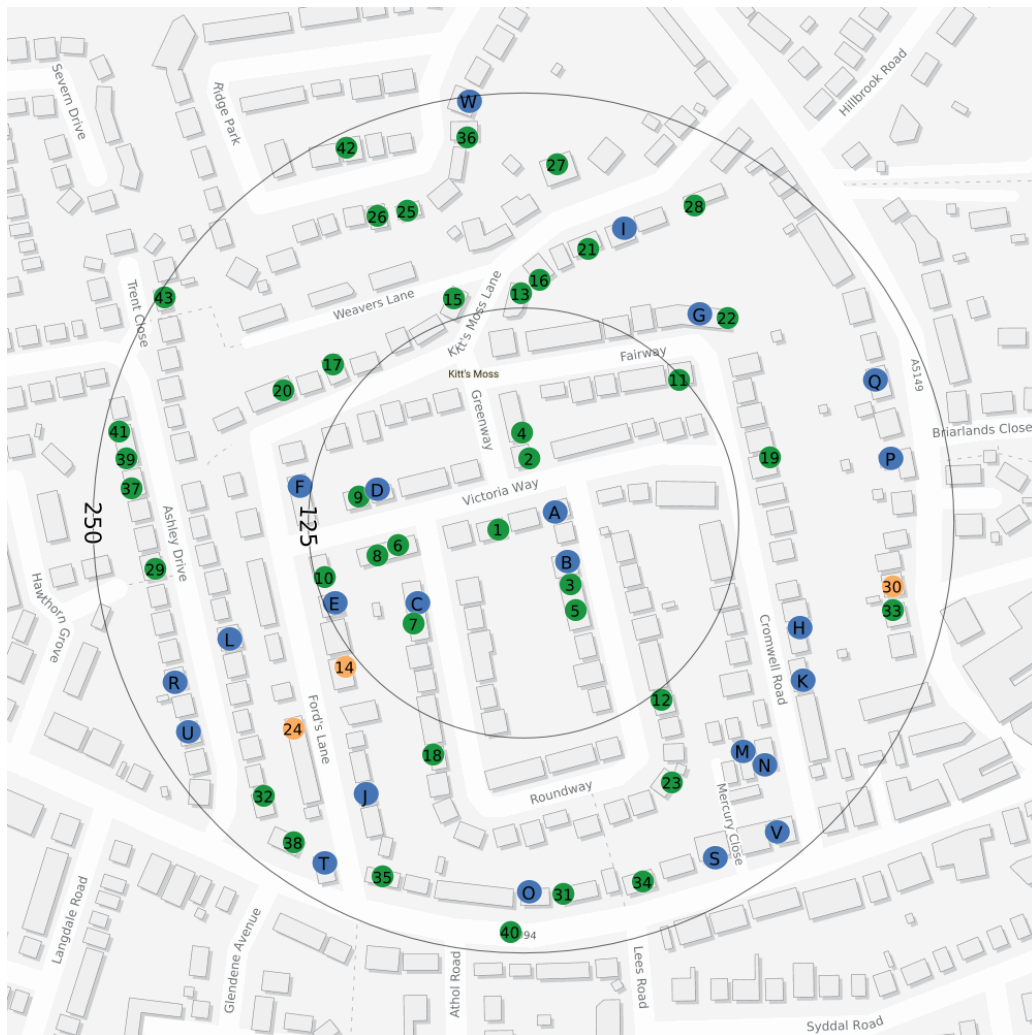 Severn Drive
Ridge Park
Hillbrook Road
W
36
42
27
26
25
28
I
21
16
43
13
15
Trent Close
Weavers Lane
Kitt's Moss Lane
G
22
Fairway
17
Kitt's Moss
11
20
Q
A5149
Greenway
41
4
Briarlands Close
39
2
19
P
37
F
9
D
Victoria Way
A
250
125
1
Ashley Drive
6
8
B
29
10
3
30
Hawthorn Grove
E
C
5
33
7
H
L
Cromwell Road
14
R
K
12
24
U
Ford's Lane
M
18
N
23
32
J
Roundway
Mercury Close
V
38
T
S
35
34
O
31
40
94
Langdale Road
Glendene Avenue
Athol Road
Lees Road
Syddal Road